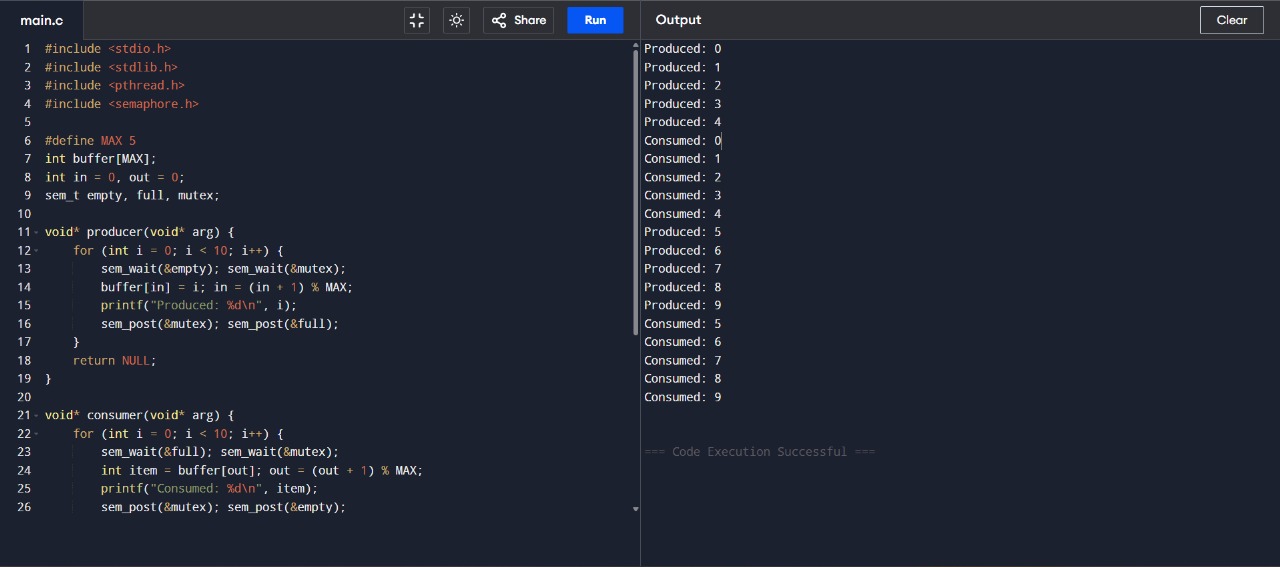 main.c
Share
Run
Output
Clear
1 #include <stdio.h>
2 #include <stdlib.h>
3 #include <pthread.h>
4 #include <semaphore.h>
5
6 #define MAX 5
7 int buffer[MAX];
8 int in = 0, out = 0;
9 sem_t empty, full, mutex;
10
11 void* producer(void* arg) {
12     for (int i = 0; i < 10; i++) {
13         sem_wait(&empty); sem_wait(&mutex);
14         buffer[in] = i; in = (in + 1) % MAX;
15         printf("Produced: %d\n", i);
16         sem_post(&mutex); sem_post(&full);
17     }
18     return NULL;
19 }
20
21 void* consumer(void* arg) {
22     for (int i = 0; i < 10; i++) {
23         sem_wait(&full); sem_wait(&mutex);
24         int item = buffer[out]; out = (out + 1) % MAX;
25         printf("Consumed: %d\n", item);
26         sem_post(&mutex); sem_post(&empty);
Produced: 0
Produced: 1
Produced: 2
Produced: 3
Produced: 4
Consumed: 0
Consumed: 1
Consumed: 2
Consumed: 3
Consumed: 4
Produced: 5
Produced: 6
Produced: 7
Produced: 8
Produced: 9
Consumed: 5
Consumed: 6
Consumed: 7
Consumed: 8
Consumed: 9
=== Code Execution Successful ===